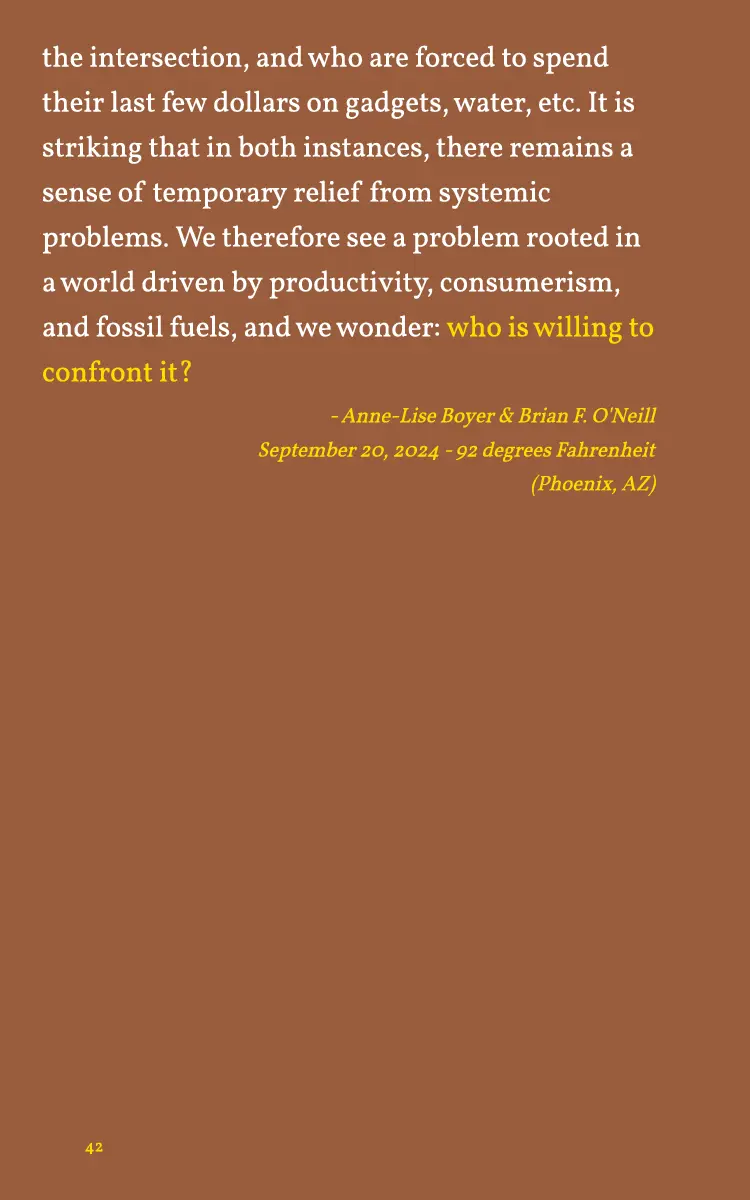 the intersection, and who are forced to spend
their last few dollars on gadgets, water, etc. It is
striking that in both instances, there remains a
sense of temporary relief from systemic
problems. We therefore see a problem rooted in
a world driven by productivity, consumerism,
and fossil fuels, and we wonder: who is willing to
confront it?
- Anne-Lise Boyer & Brian F. O'Neill
September 20, 2024 - 92 degrees Fahrenheit
(Phoenix, AZ)
42